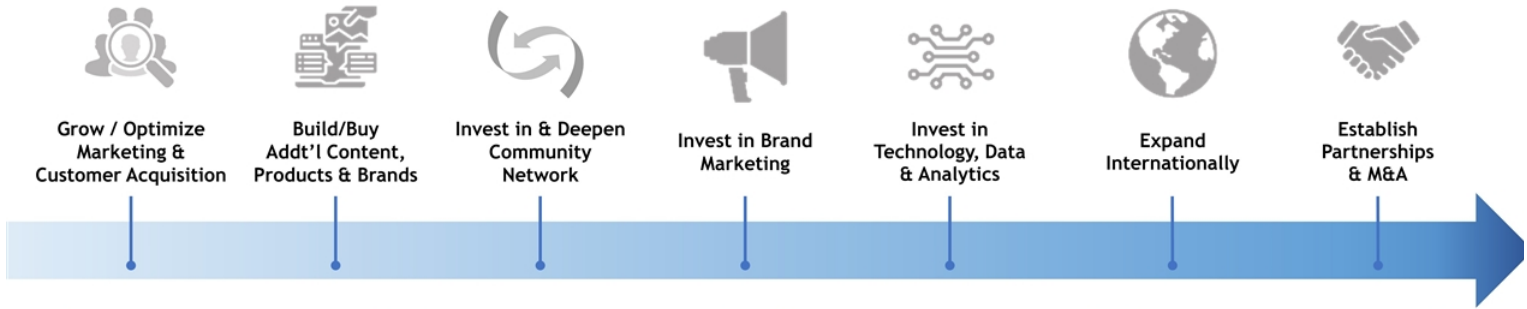 Grow / Optimize
Marketing &
Customer Acquisition
Build/Buy
Addt'l Content,
Products & Brands
Invest in & Deepen
Community
Network
Invest in Brand
Marketing
Invest in
Technology, Data
& Analytics
Expand
Internationally
Establish
Partnerships
& M&A